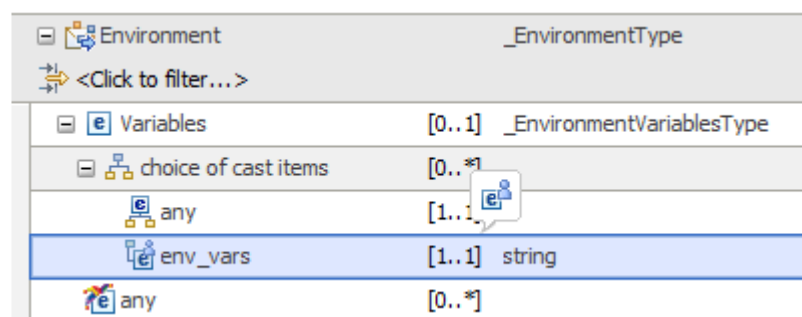 Environment _EnvironmentType
<Click to filter...>
Variables [0..1] _EnvironmentVariablesType
choice of cast items [0..*]
any [1..1]
env_vars [1..1] string
any [0..*]